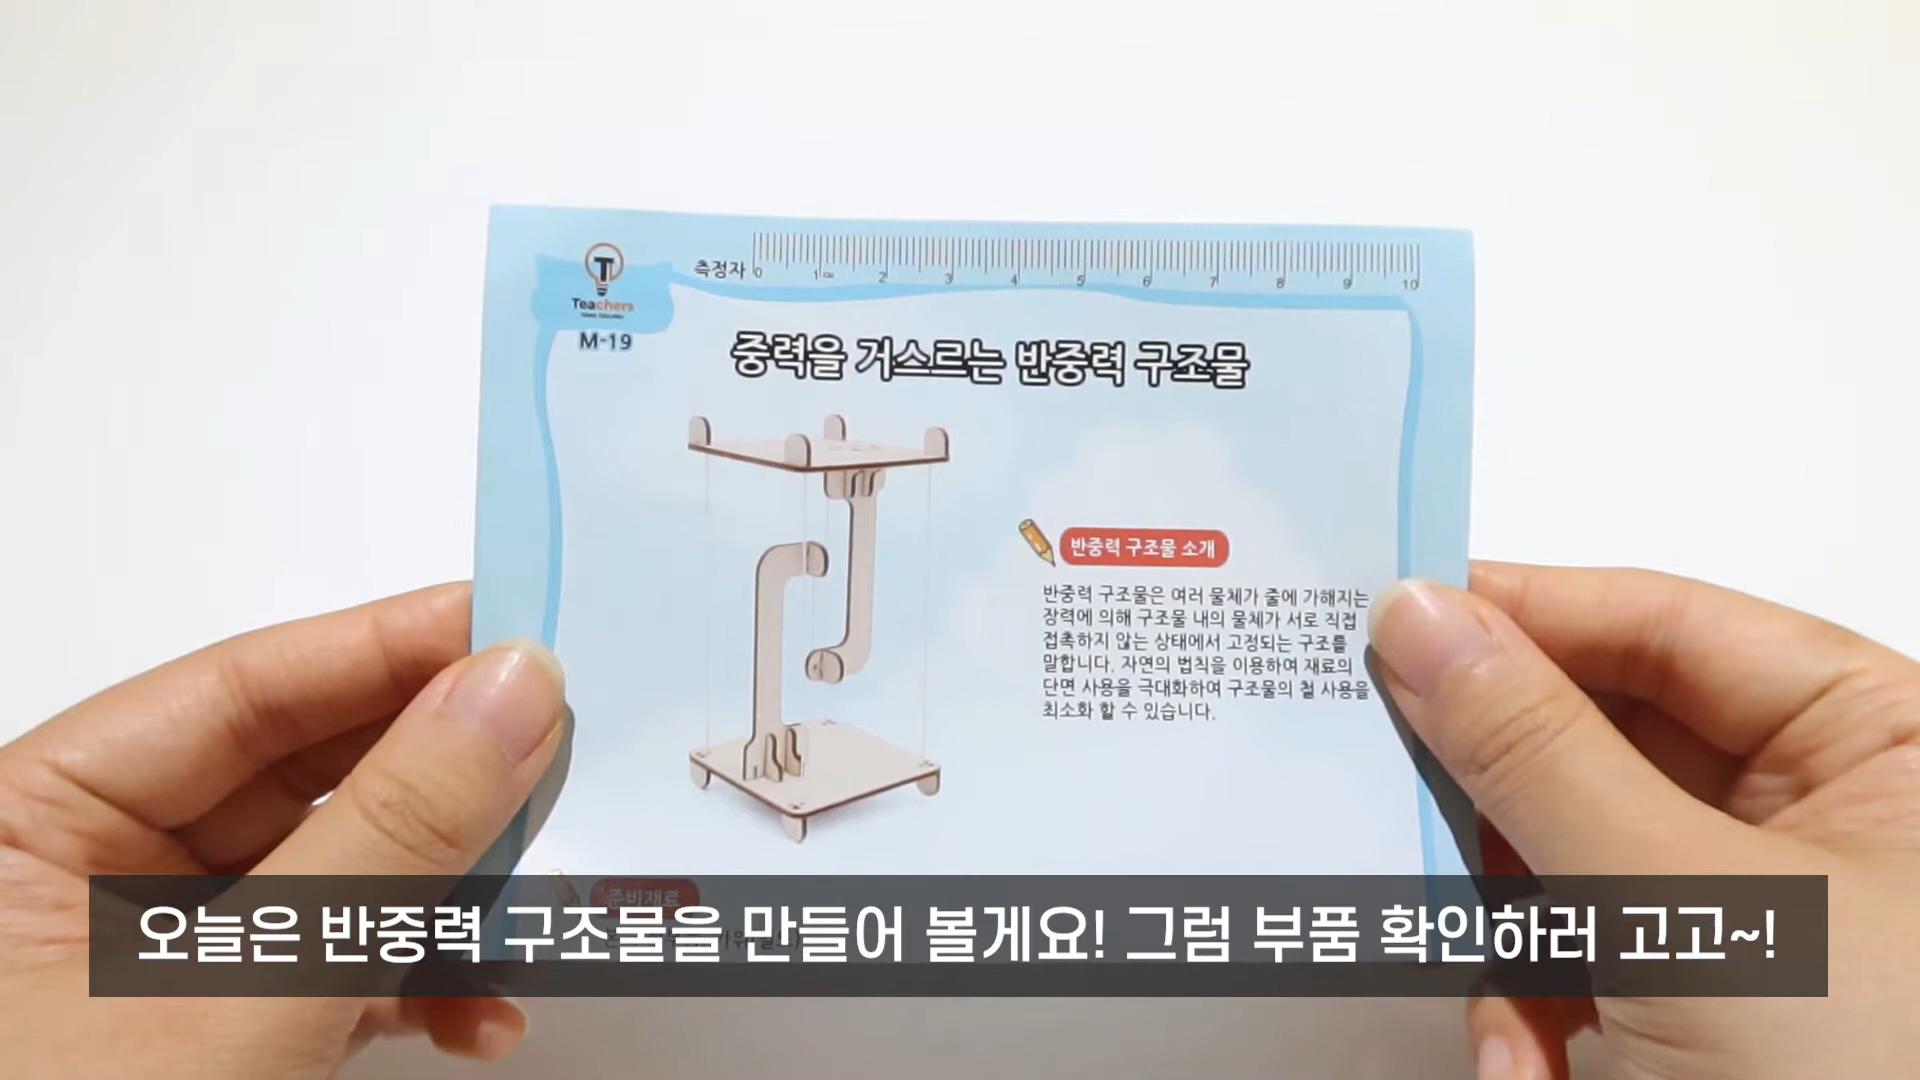 Teachers
M-19
측정자
0 1cm 2 3 4 5 6 7 8 9 10
중력을 거스르는 반중력 구조물
반중력 구조물 소개
반중력 구조물은 여러 물체가 줄에 가해지는
장력에 의해 구조물 내의 물체가 서로 직접
접촉하지 않는 상태에서 고정되는 구조를
말합니다. 자연의 법칙을 이용하여 재료의
단면 사용을 극대화하여 구조물의 철 사용을
최소화 할 수 있습니다.
준비재료
오늘은 반중력 구조물을 만들어 볼게요! 그럼 부품 확인하러 고고~!